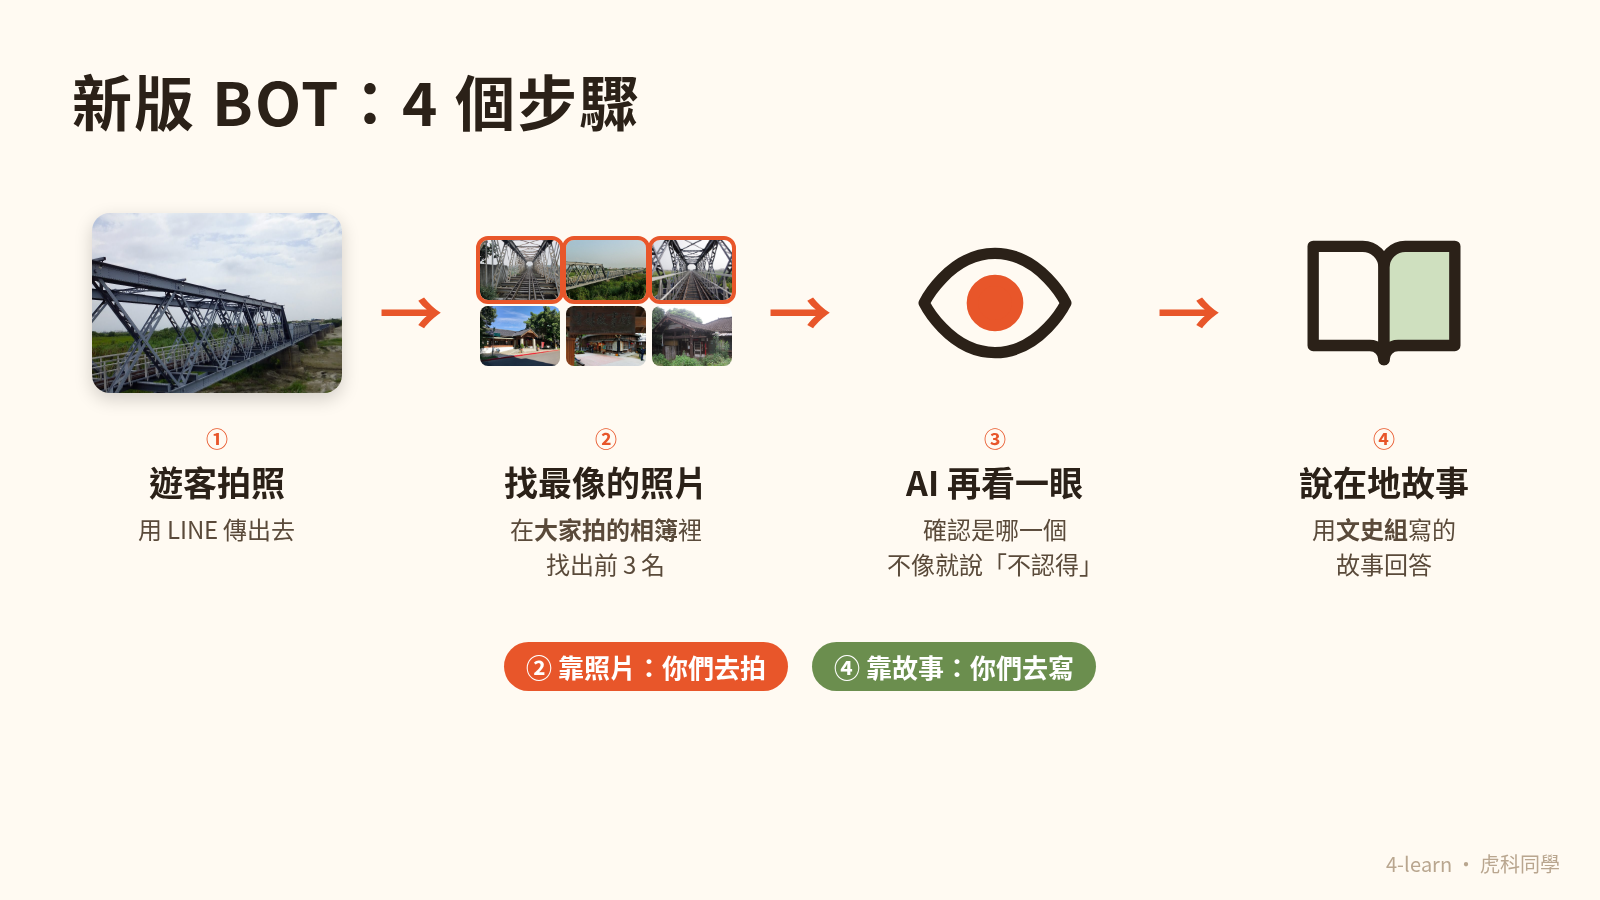 新版 BOT：4 個步驟
①
遊客拍照
用 LINE 傳出去
②
找最像的照片
在大家拍的相簿裡
找出前 3 名
③
AI 再看一眼
確認是哪一個
不像就說「不認得」
④
說在地故事
用文史組寫的
故事回答
② 靠照片：你們去拍
④ 靠故事：你們去寫
4-learn · 虎科同學